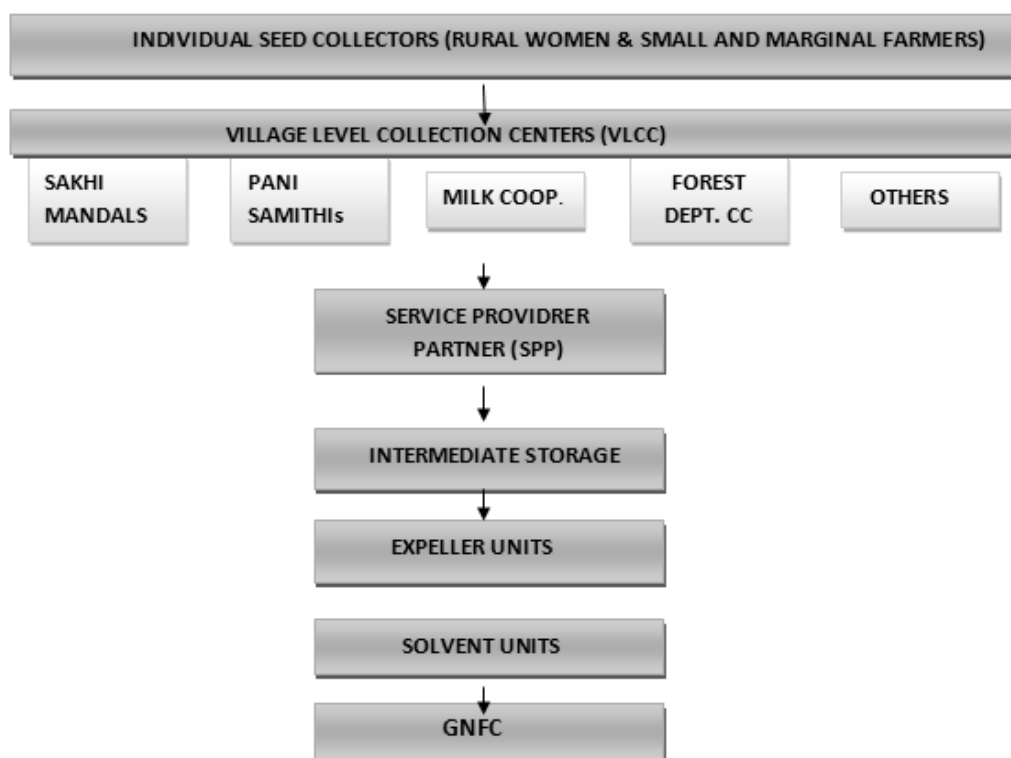 INDIVIDUAL SEED COLLECTORS (RURAL WOMEN & SMALL AND MARGINAL FARMERS)
VILLAGE LEVEL COLLECTION CENTERS (VLCC)
SAKHI
MANDALS
PANI
SAMITHIs
MILK COOP.
FOREST
DEPT. CC
OTHERS
SERVICE PROVIDRER
PARTNER (SPP)
INTERMEDIATE STORAGE
EXPELLER UNITS
SOLVENT UNITS
GNFC